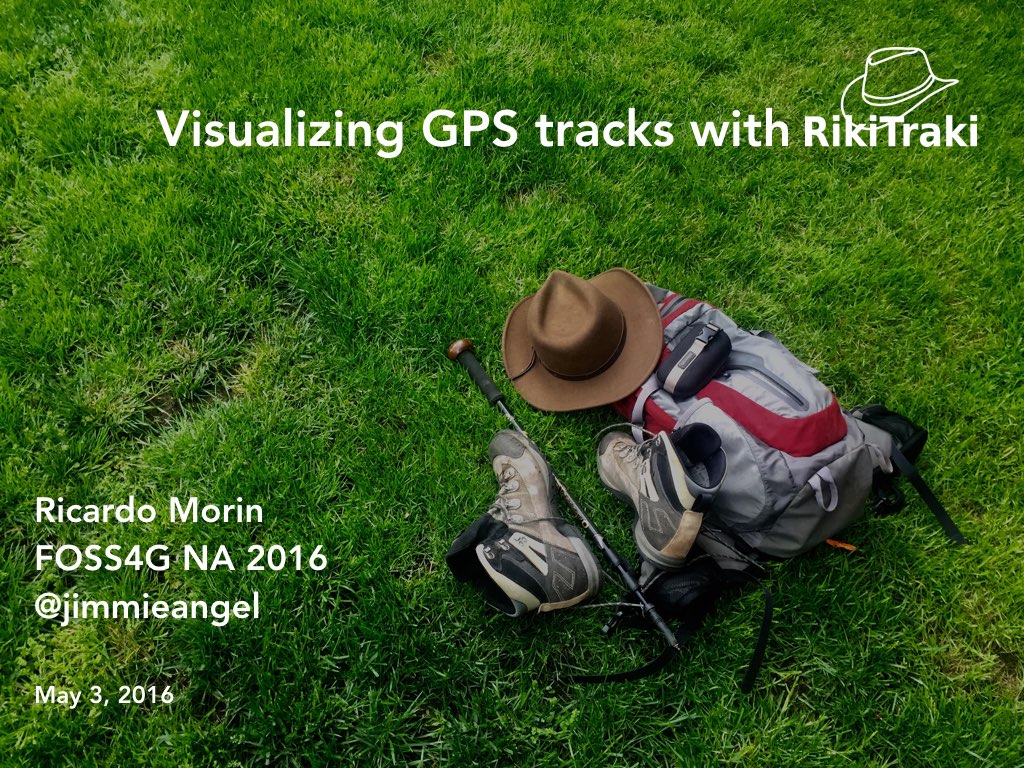 Visualizing GPS tracks with RikiTraki
Ricardo Morin
FOSS4G NA 2016
@jimmieangel
May 3, 2016